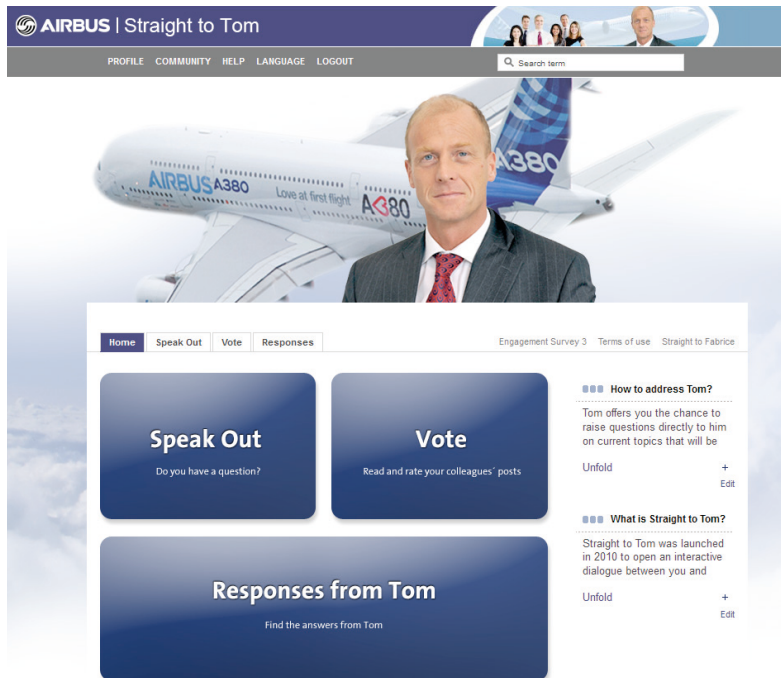 AIRBUS | Straight to Tom
PROFILE COMMUNITY HELP LANGUAGE LOGOUT
Search term
AIRBUS A380 Love at first flight A380
A380
Home Speak Out Vote Responses
Engagement Survey 3 Terms of use Straight to Fabrice
Speak Out
Do you have a question?
Vote
Read and rate your colleagues´ posts
Responses from Tom
Find the answers from Tom
How to address Tom?
Tom offers you the chance to
raise questions directly to him
on current topics that will be
Unfold +
Edit
What is Straight to Tom?
Straight to Tom was launched
in 2010 to open an interactive
dialogue between you and
Unfold +
Edit